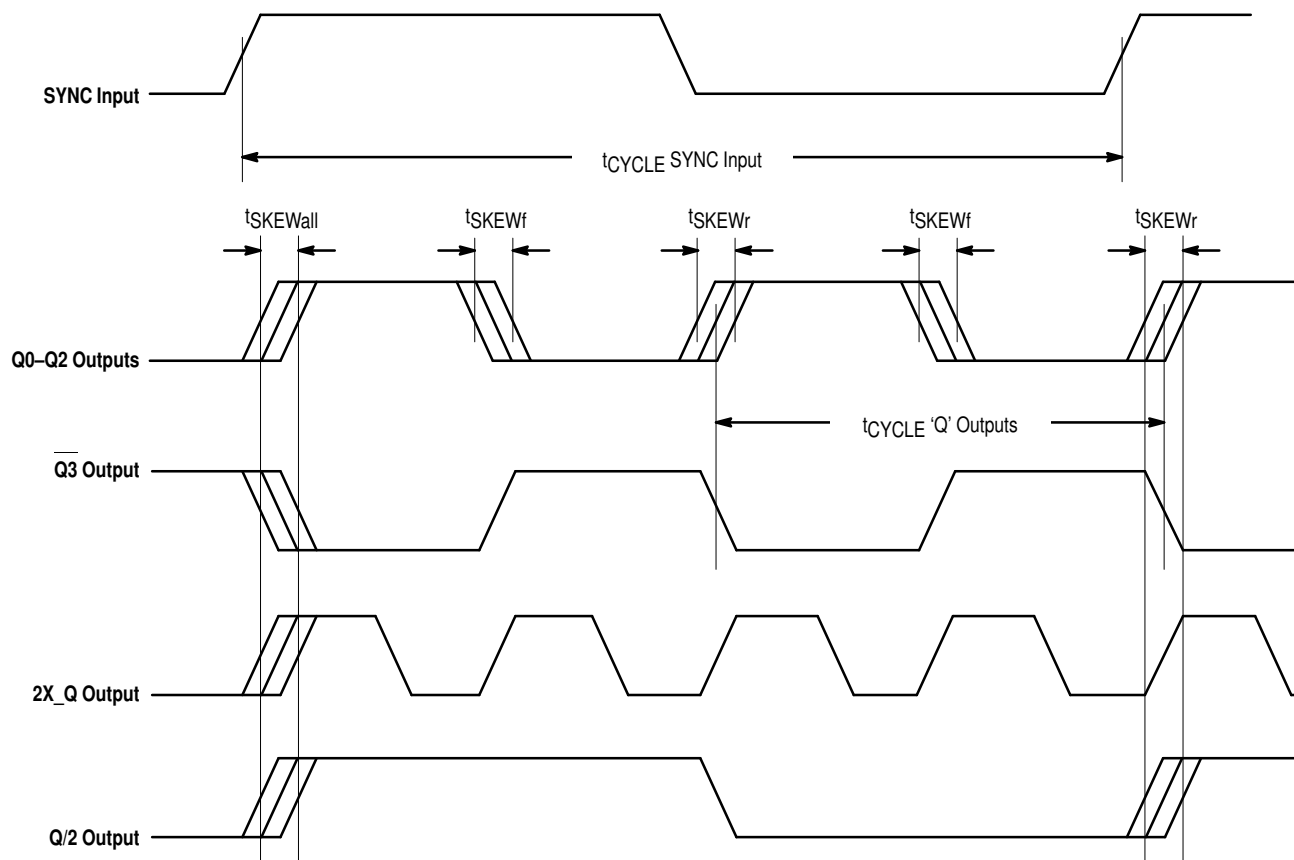 SYNC Input
tCYCLE SYNC Input
tSKEWall tSKEWf tSKEWr tSKEWf tSKEWr
Q0–Q2 Outputs
tCYCLE ‘Q’ Outputs
Q̅3̅ Output
2X_Q Output
Q/2 Output